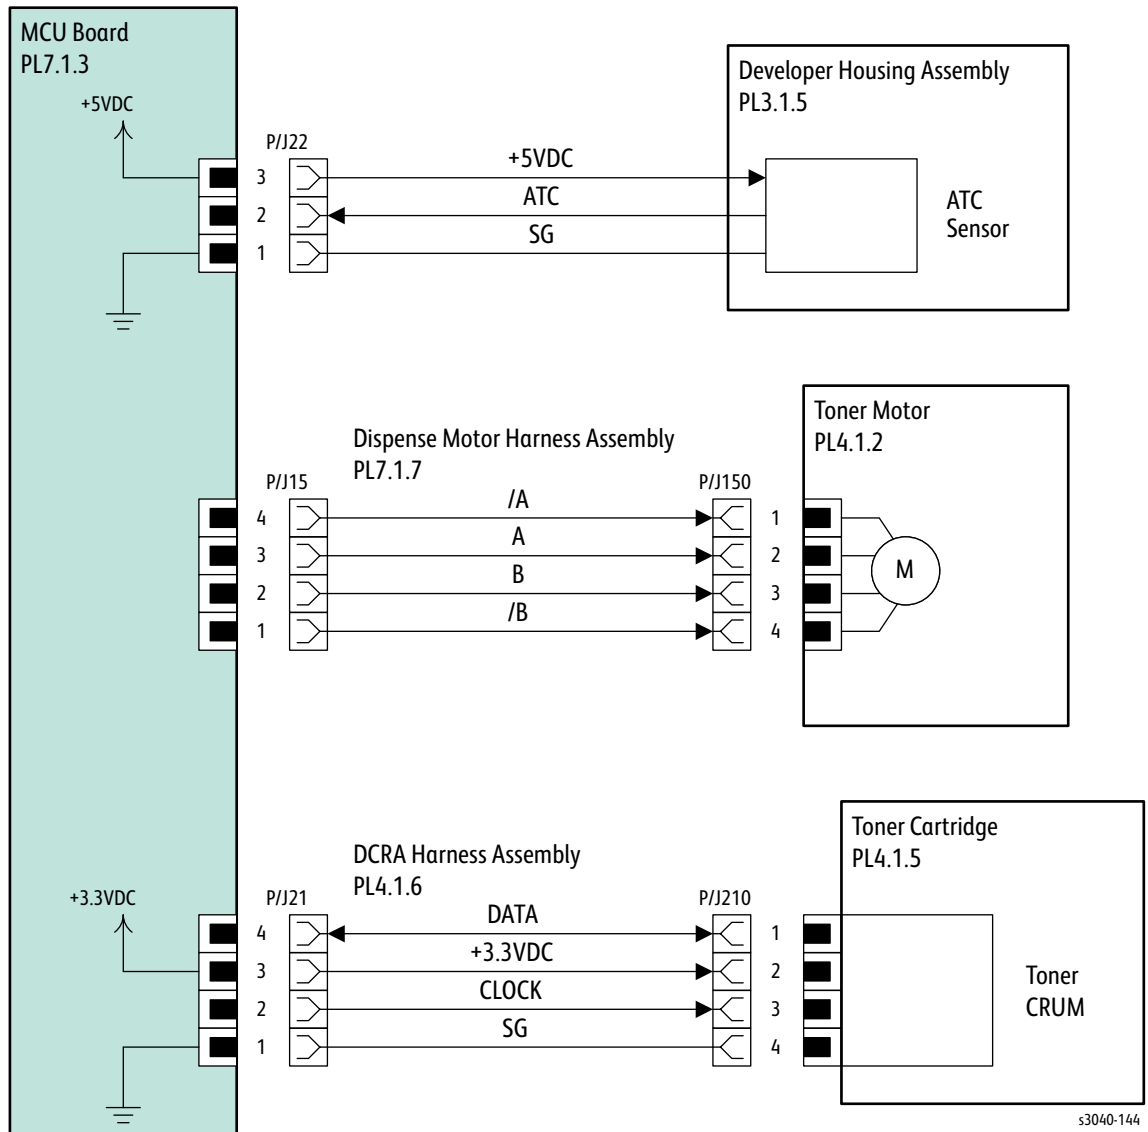 MCU Board
PL7.1.3
+5VDC
P/J22
3
2
1
+5VDC
ATC
SG
Developer Housing Assembly
PL3.1.5
ATC
Sensor
Dispense Motor Harness Assembly
PL7.1.7
P/J15
4
3
2
1
/A
A
B
/B
P/J150
1
2
3
4
Toner Motor
PL4.1.2
M
DCRA Harness Assembly
PL4.1.6
+3.3VDC
P/J21
4
3
2
1
DATA
+3.3VDC
CLOCK
SG
P/J210
1
2
3
4
Toner Cartridge
PL4.1.5
Toner
CRUM
s3040-144